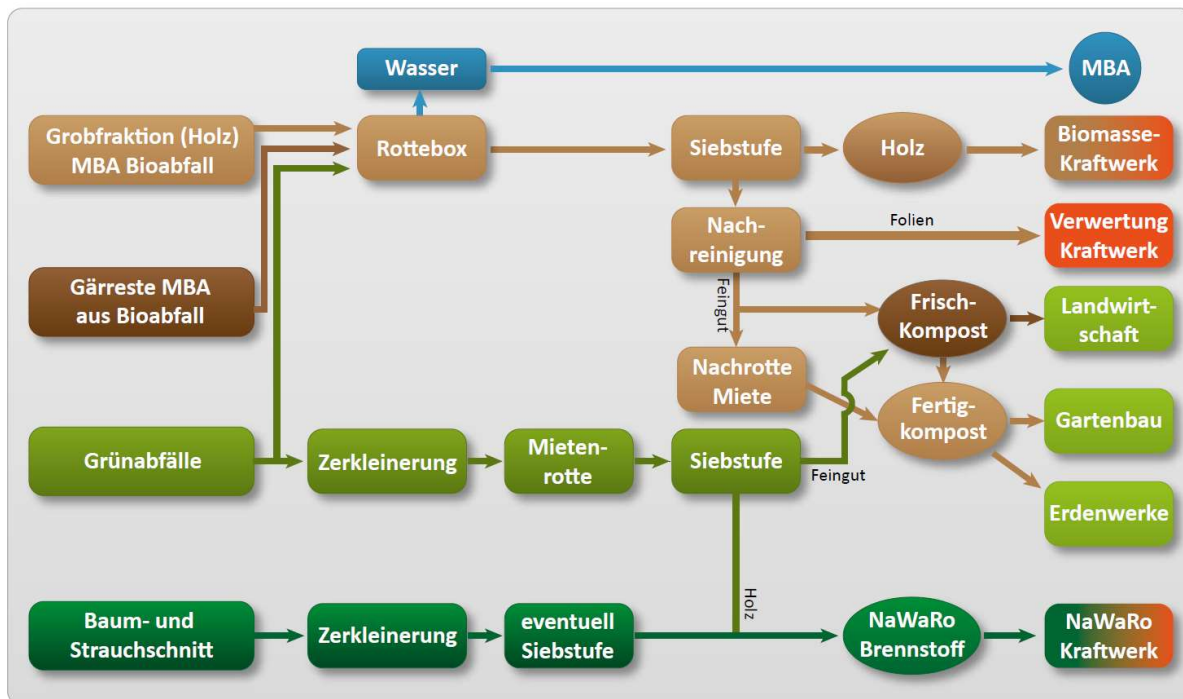 Wasser
MBA
Grobfraktion (Holz)
MBA Bioabfall
Rottebox
Siebstufe
Holz
Biomasse-
Kraftwerk
Nach-
reinigung
Folien
Verwertung
Kraftwerk
Gärreste MBA
aus Bioabfall
Feingut
Frisch-
Kompost
Landwirt-
schaft
Nachrotte
Miete
Fertig-
kompost
Gartenbau
Grünabfälle
Zerkleinerung
Mieten-
rotte
Siebstufe
Feingut
Erdenwerke
Holz
Baum- und
Strauchschnitt
Zerkleinerung
eventuell
Siebstufe
NaWaRo
Brennstoff
NaWaRo
Kraftwerk